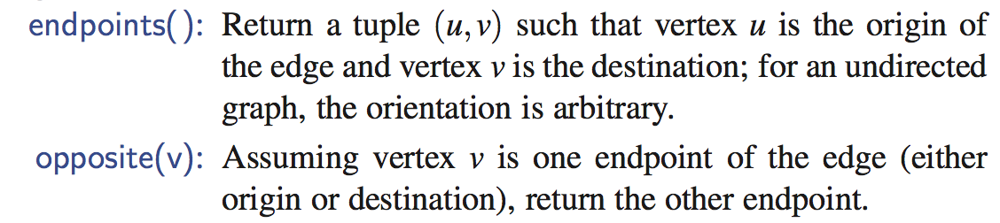 endpoints(): Return a tuple (u,v) such that vertex u is the origin of
the edge and vertex v is the destination; for an undirected
graph, the orientation is arbitrary.
opposite(v): Assuming vertex v is one endpoint of the edge (either
origin or destination), return the other endpoint.